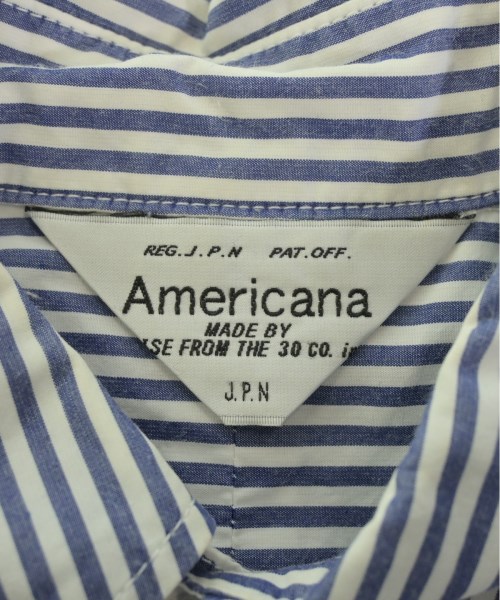 REG.J.P.N PAT.OFF.
Americana
MADE BY
FROM THE 30 CO.
J.P.N